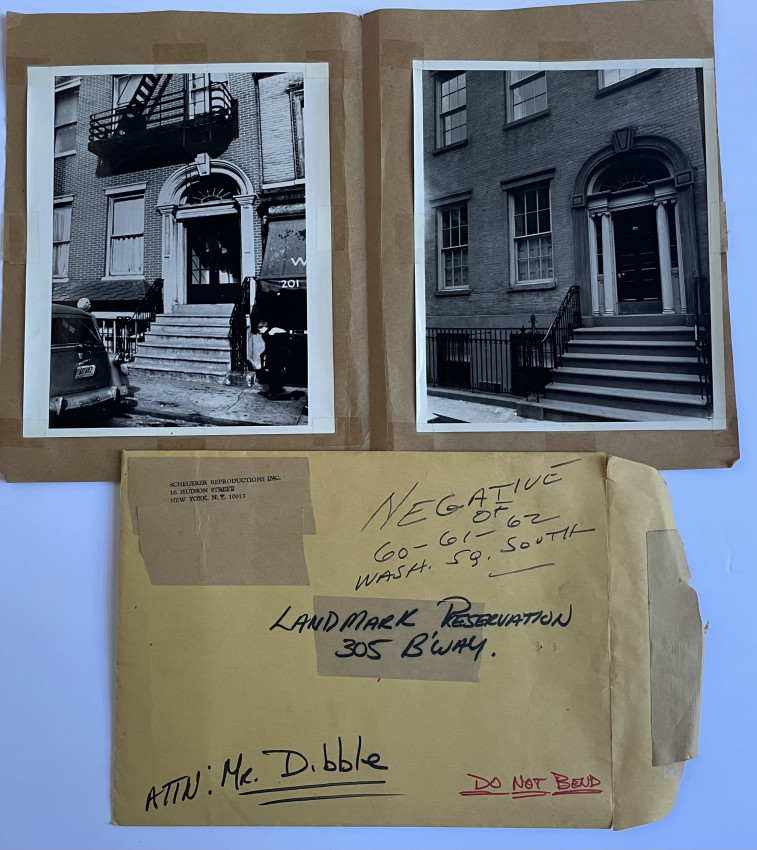 W
201
SCHEUERER REPRODUCTIONS INC.
16 HUDSON STREET
NEW YORK, N. Y. 10013
NEGATIVE
OF
60-61-62
WASH. SQ. SOUTH
LANDMARK RESERVATION
305 B'WAY.
ATTN: MR. Dibble
DO NOT BEND